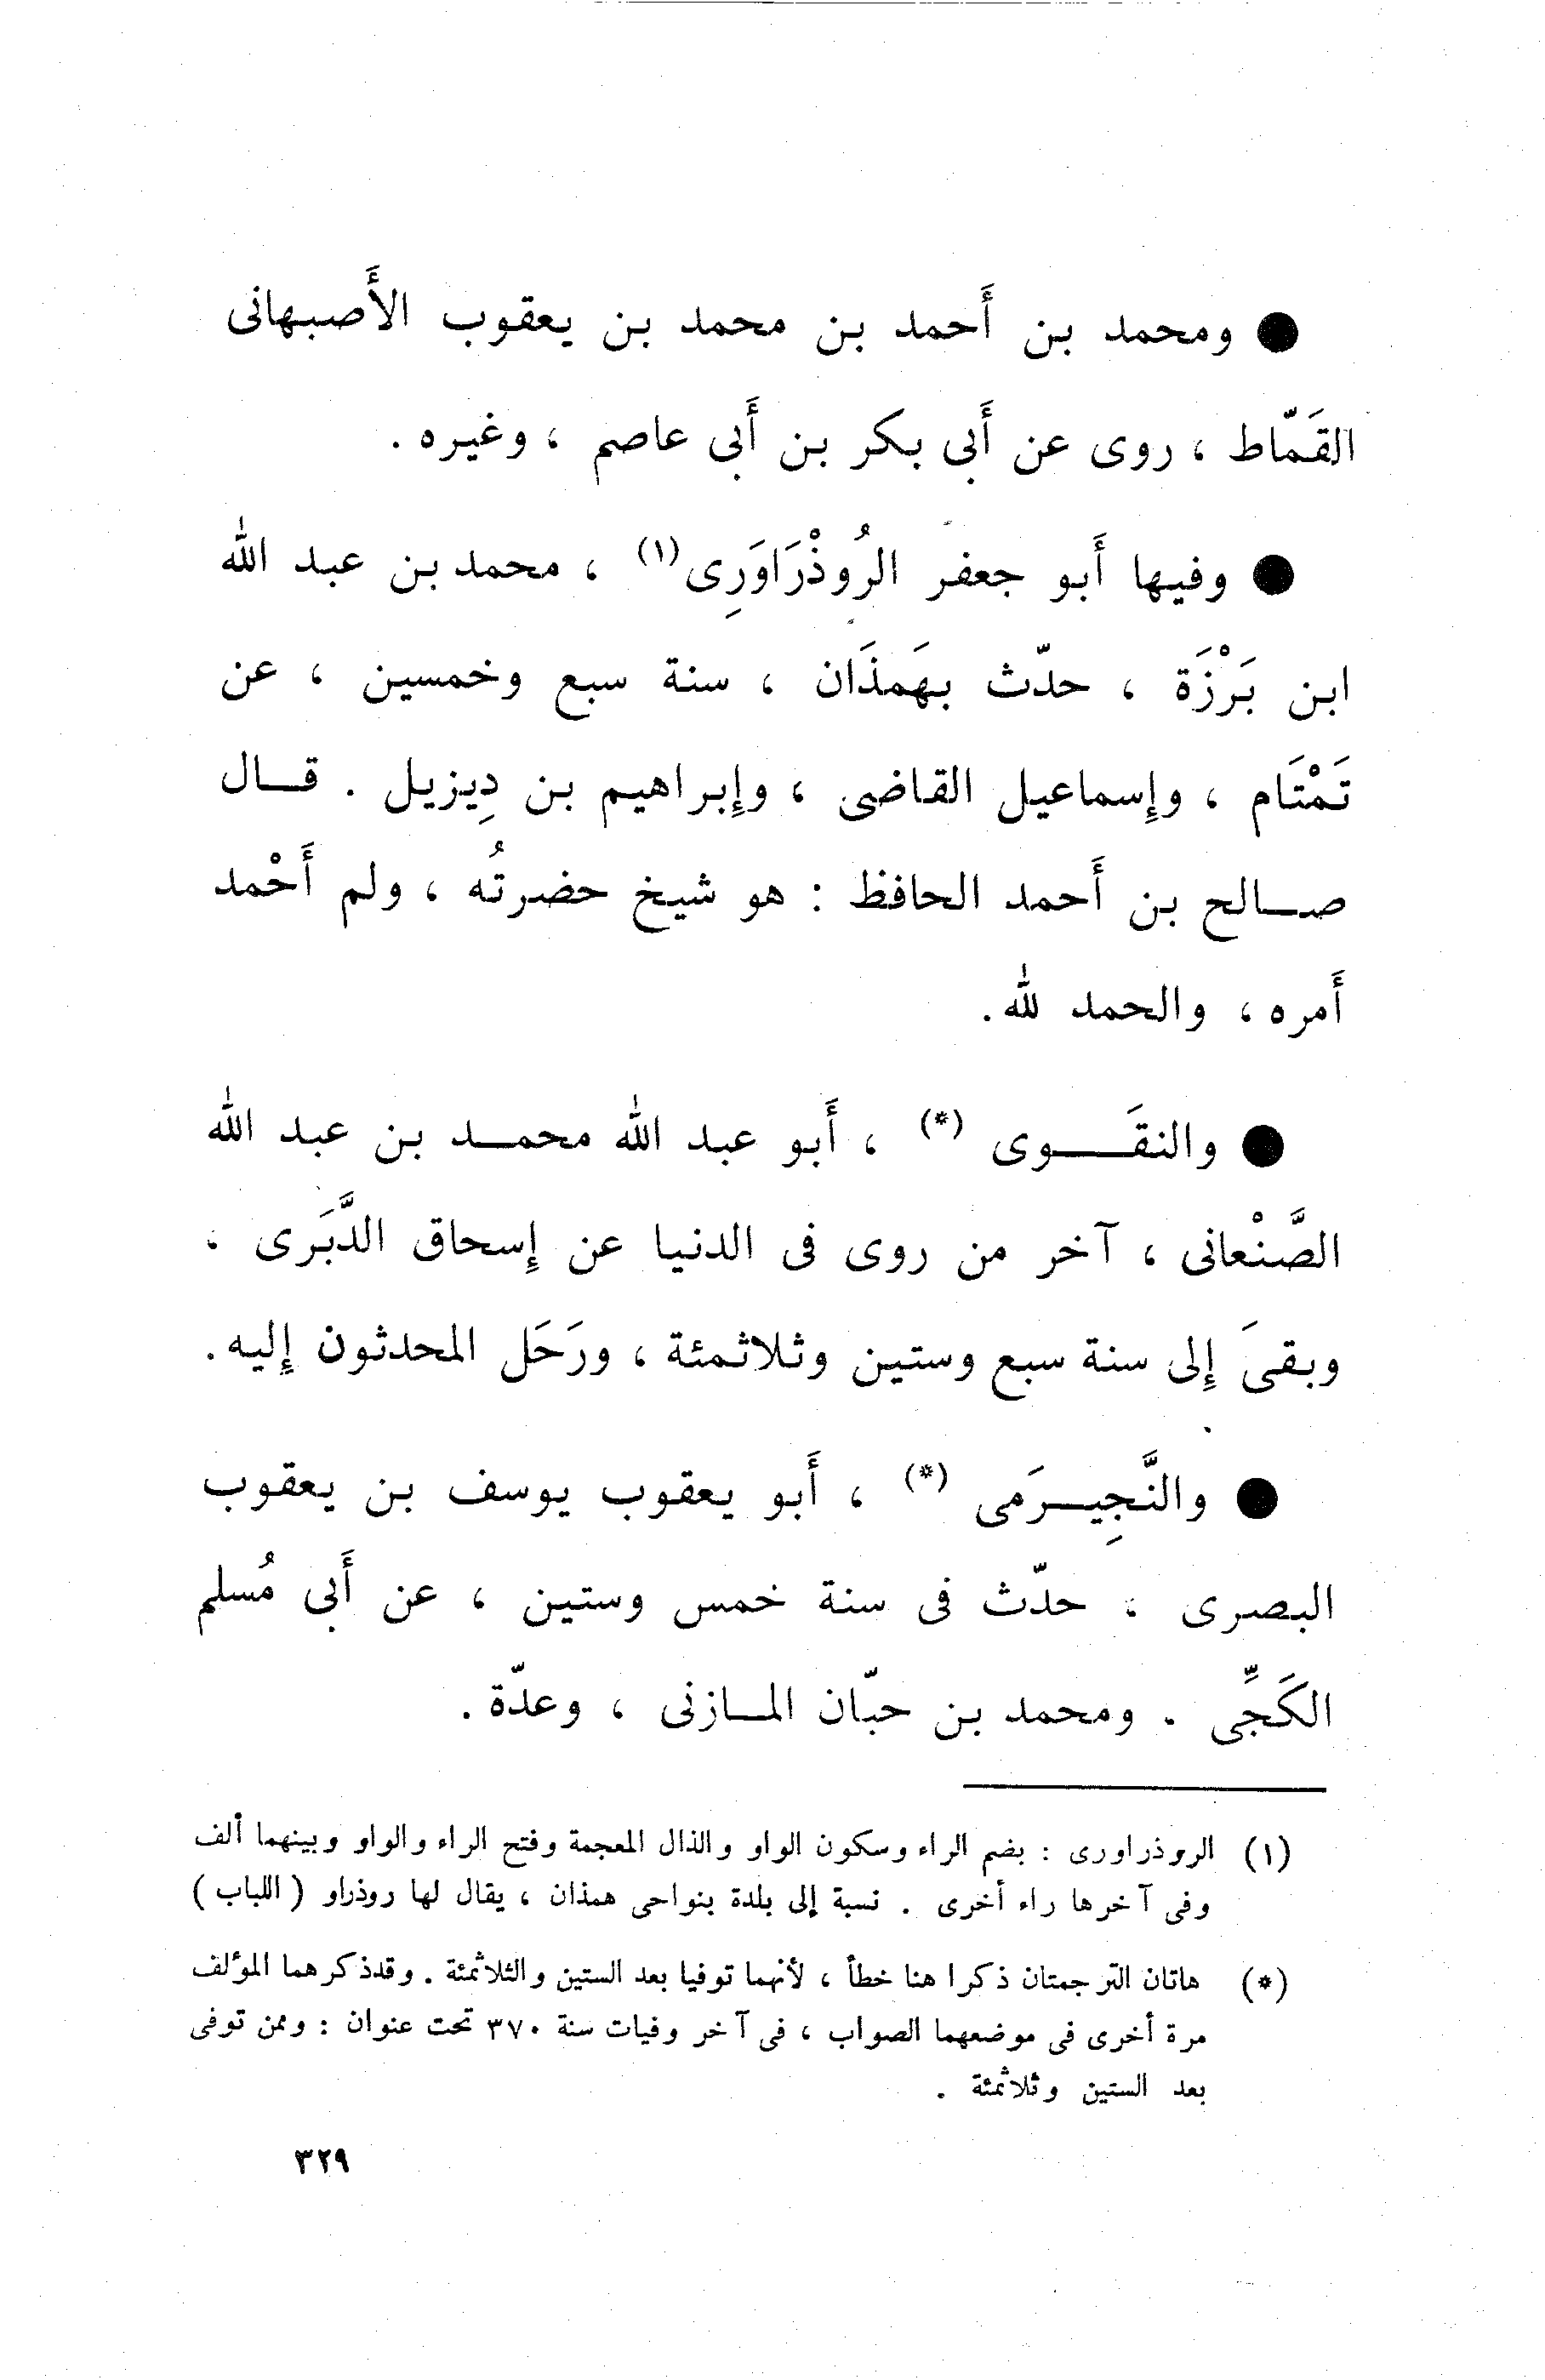 ● ومحمد بن أَحمد بن محمد بن يعقوب الأَصبهانى
القَمّاط ، روى عن أَبى بكر بن أَبى عاصم ، وغيره .
● وفيها أَبو جعفر الرُوذْرَاوَرِى(١) ، محمد بن عبد الله
ابن بَرْزَة ، حدّث بهَمذَان ، سنة سبع وخمسين ، عن
تَمْتَام ، وإِسماعيل القاضى ، وإِبراهيم بن دِيزيل . قــال
صــالح بن أَحمد الحافظ : هو شيخ حضرتُه ، ولم أَحْمد
أَمره ، والحمد لله .
● والنقَــوى (*) ، أَبو عبد الله محمــد بن عبد الله
الصَّنْعانى ، آخر من روى فى الدنيا عن إِسحاق الدَّبَرى ،
وبقىَ إِلى سنة سبع وستين وثلاثمئة ، ورَحَل المحدثون إِليه .
● والنَّجِيــرَمى (*) ، أَبو يعقوب يوسف بن يعقوب
البصرى ، حدّث فى سنة خمس وستين ، عن أَبى مُسلم
الكَجِّى . ومحمد بن حبّان المــازنى ، وعدّة .
(١) الروذراورى : بضم الراء وسكون الواو والذال المعجمة وفتح الراء والواو وبينهما ألف
وفى آخرها راء أخرى . نسبة إلى بلدة بنواحى همذان ، يقال لها روذراو ( اللباب )
(*) هاتان الترجمتان ذكرا هنا خطأ ، لأنهما توفيا بعد الستين والثلاثمئة . وقد ذكرهما المؤلف
مرة أخرى فى موضعهما الصواب ، فى آخر وفيات سنة ٣٧٠ تحت عنوان : وممن توفى
بعد الستين وثلاثمئة .
٣٢٩